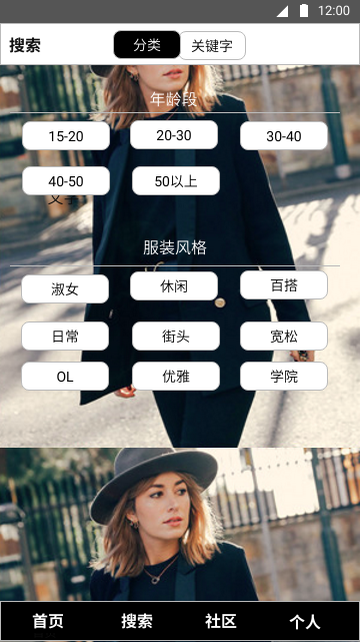 12:00
搜索 分类 关键字
年龄段
15-20 20-30 30-40
40-50 50以上
服装风格
淑女 休闲 百搭
日常 街头 宽松
OL 优雅 学院
首页 搜索 社区 个人